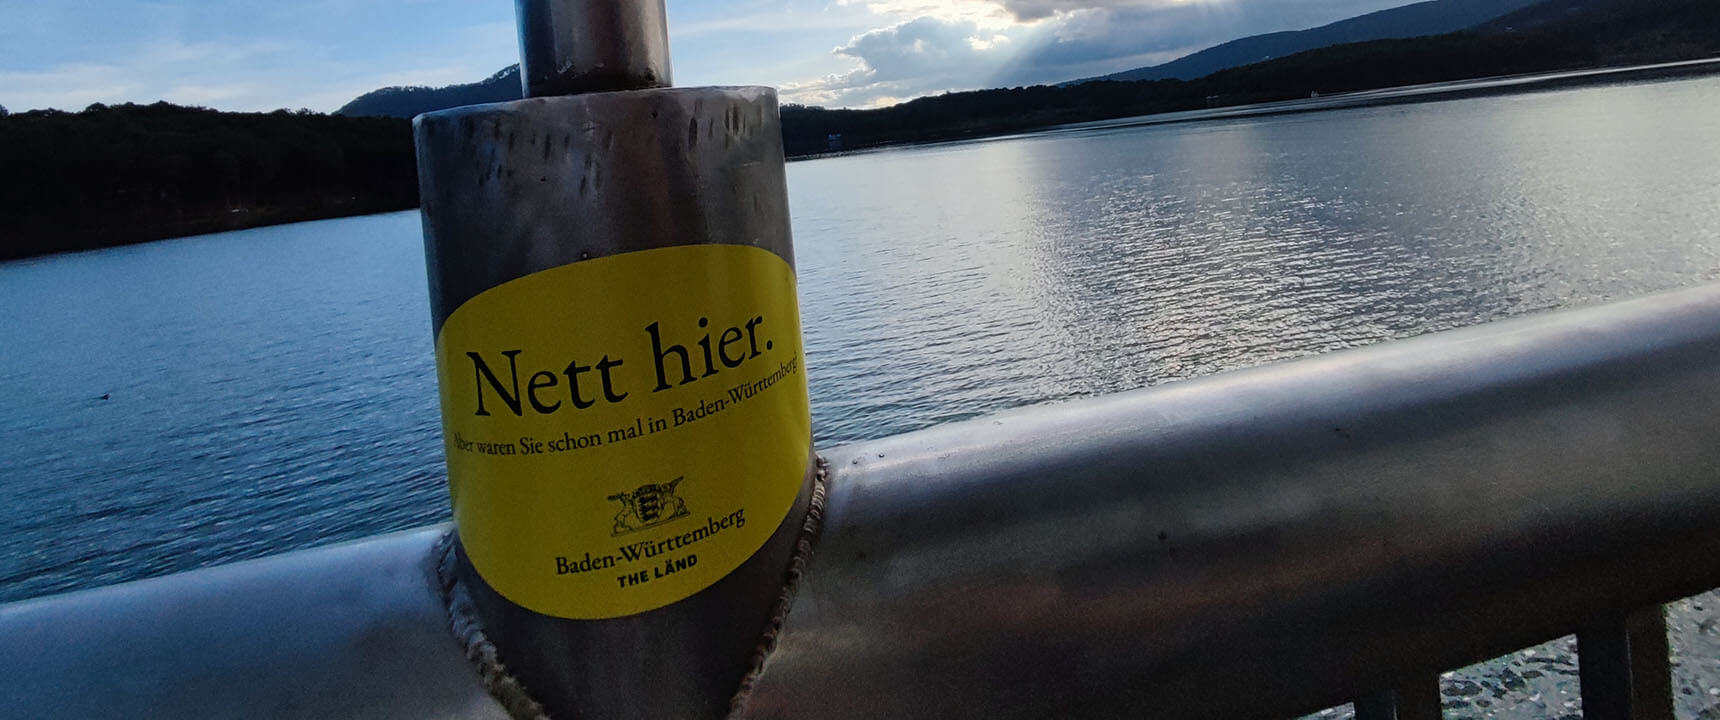 Nett hier.
Aber waren Sie schon mal in Baden-Württemberg?
Baden-Württemberg
THE LÄND